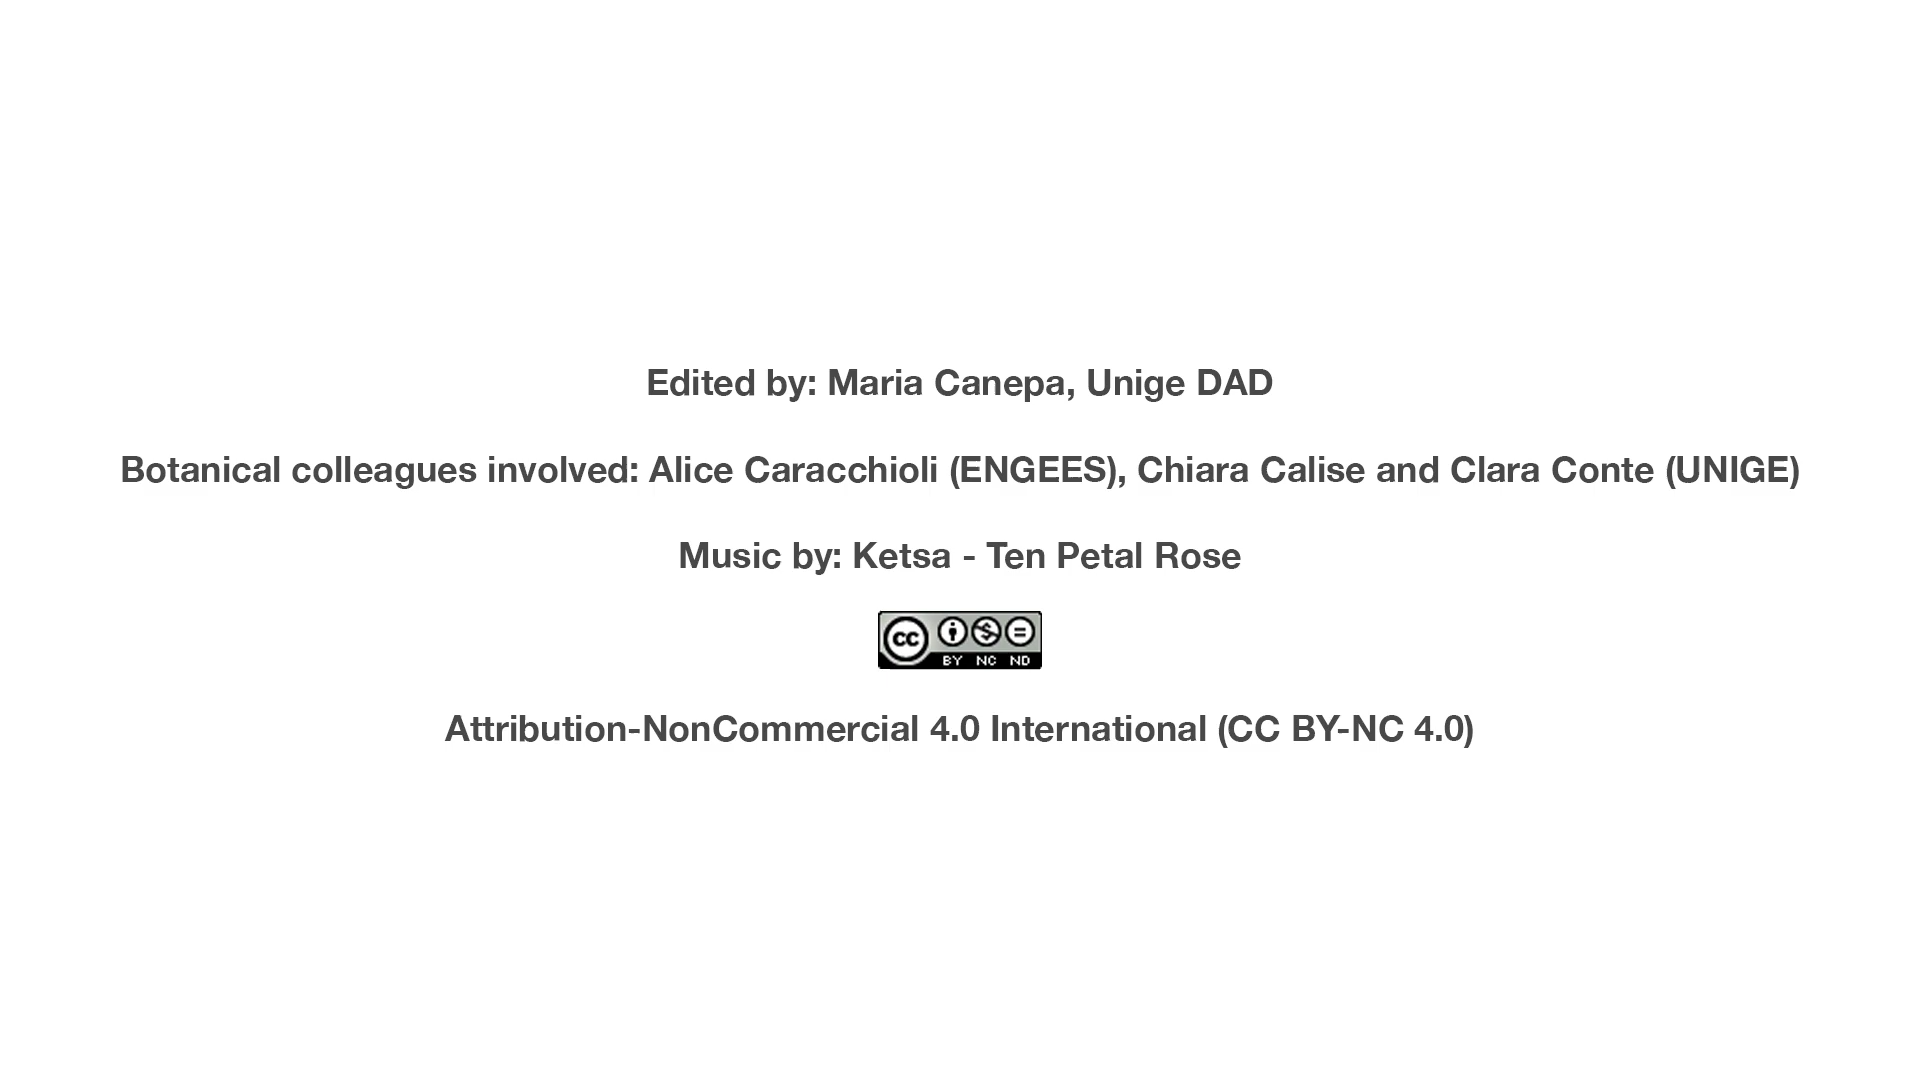 Edited by: Maria Canepa, Unige DAD
Botanical colleagues involved: Alice Caracchioli (ENGEES), Chiara Calise and Clara Conte (UNIGE)
Music by: Ketsa - Ten Petal Rose
cc BY NC ND
Attribution-NonCommercial 4.0 International (CC BY-NC 4.0)